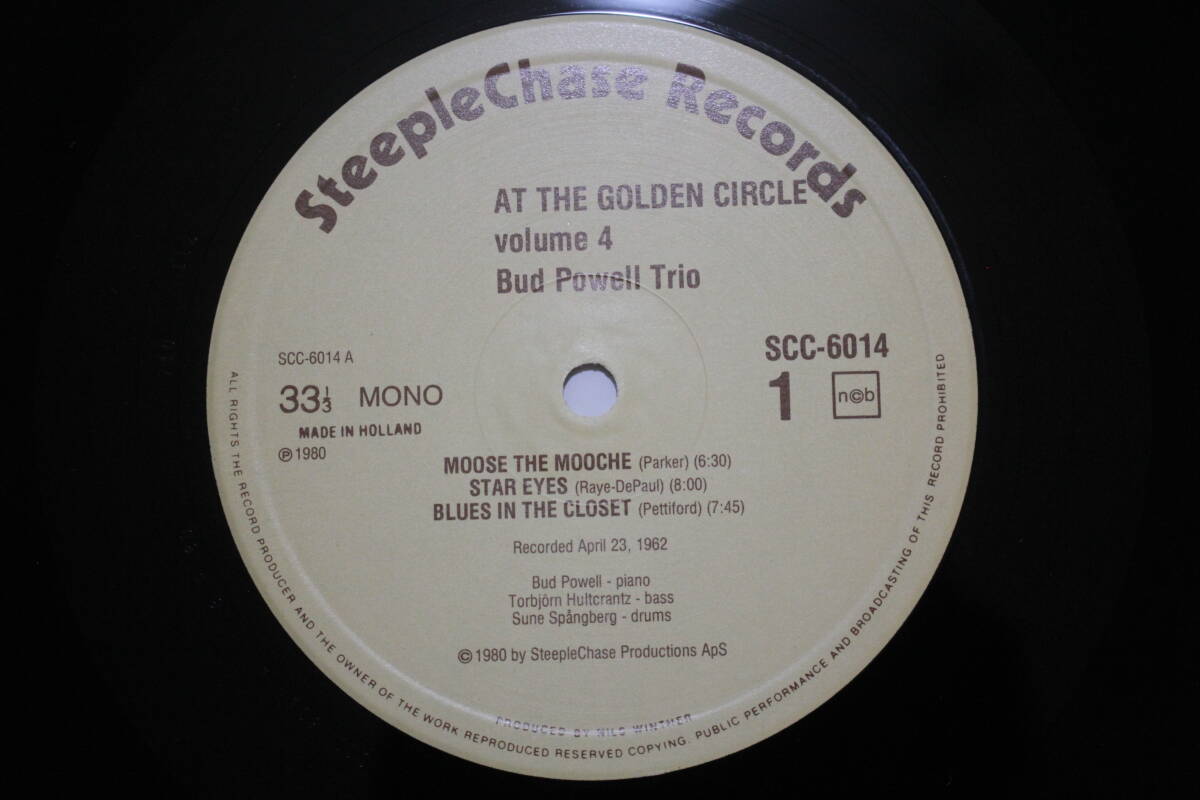 SteepleChase Records
AT THE GOLDEN CIRCLE
volume 4
Bud Powell Trio
SCC-6014 A
SCC-6014
33⅓ MONO
1
n©b
MADE IN HOLLAND
℗ 1980
MOOSE THE MOOCHE (Parker) (6:30)
STAR EYES (Raye-DePaul) (8:00)
BLUES IN THE CLOSET (Pettiford) (7:45)
Recorded April 23, 1962
Bud Powell - piano
Torbjörn Hultcrantz - bass
Sune Spångberg - drums
© 1980 by SteepleChase Productions ApS
PRODUCED BY NILS WINTHER
ALL RIGHTS THE RECORD PRODUCER AND THE OWNER OF THE WORK REPRODUCED RESERVED COPYING. PUBLIC PERFORMANCE AND BROADCASTING OF THIS RECORD PROHIBITED